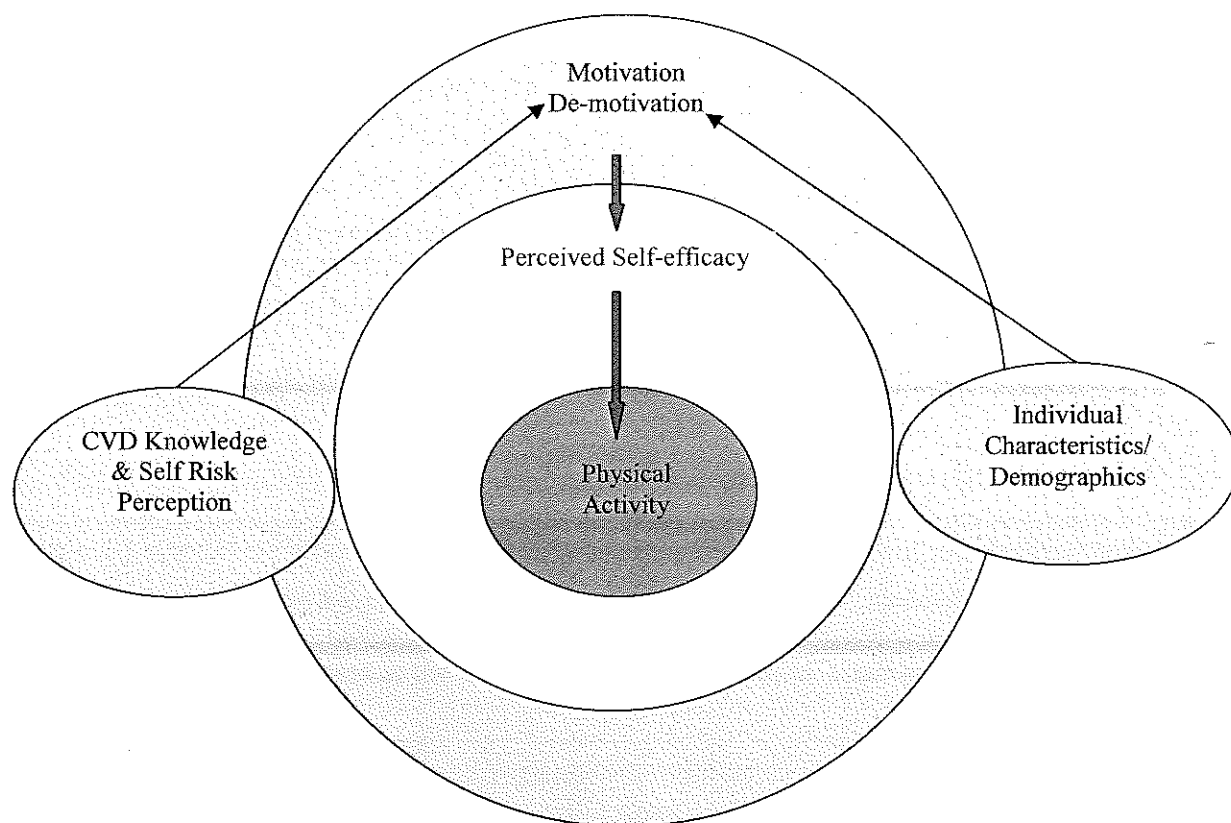 Motivation
De-motivation
Perceived Self-efficacy
CVD Knowledge
& Self Risk
Perception
Physical
Activity
Individual
Characteristics/
Demographics